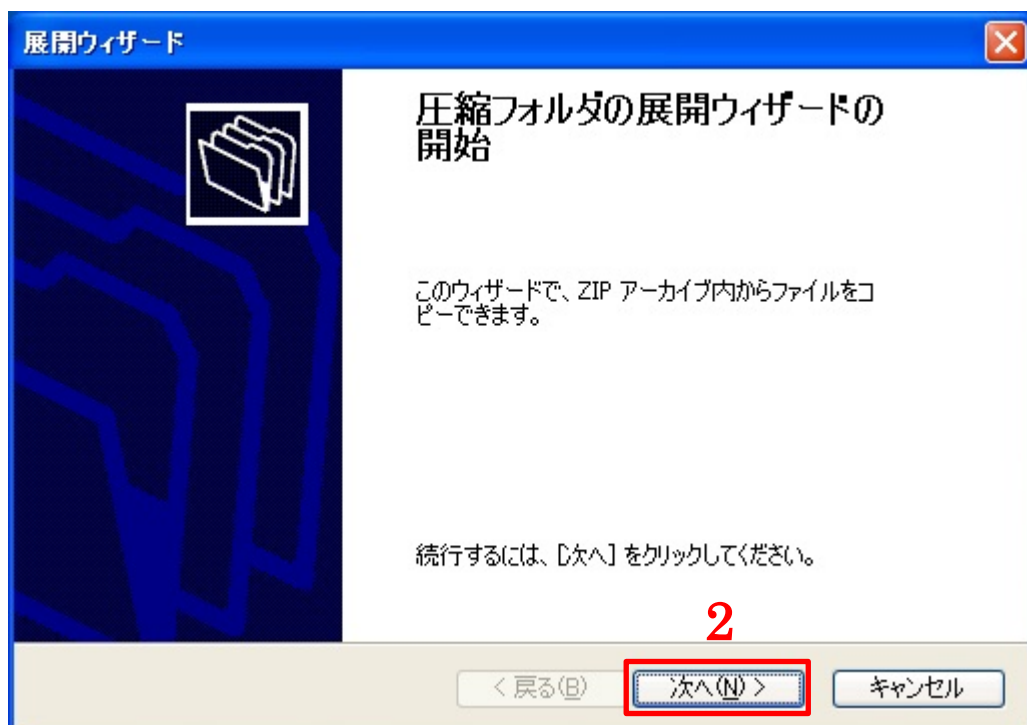 展開ウィザード
圧縮フォルダの展開ウィザードの
開始
このウィザードで、ZIP アーカイブ内からファイルをコ
ピーできます。
続行するには、[次へ] をクリックしてください。
2
< 戻る(B) 次へ(N) > キャンセル